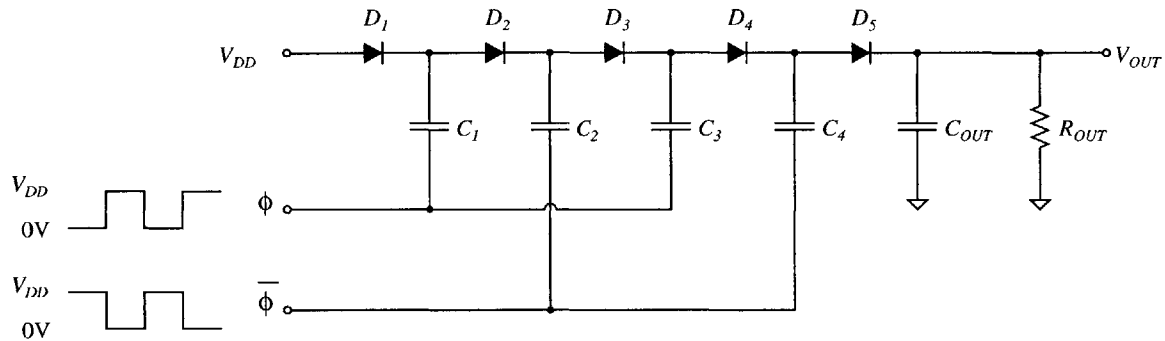 D1 D2 D3 D4 D5
VDD VOUT
C1 C2 C3 C4 COUT ROUT
VDD
0V
ϕ
VDD
0V
ϕ̅